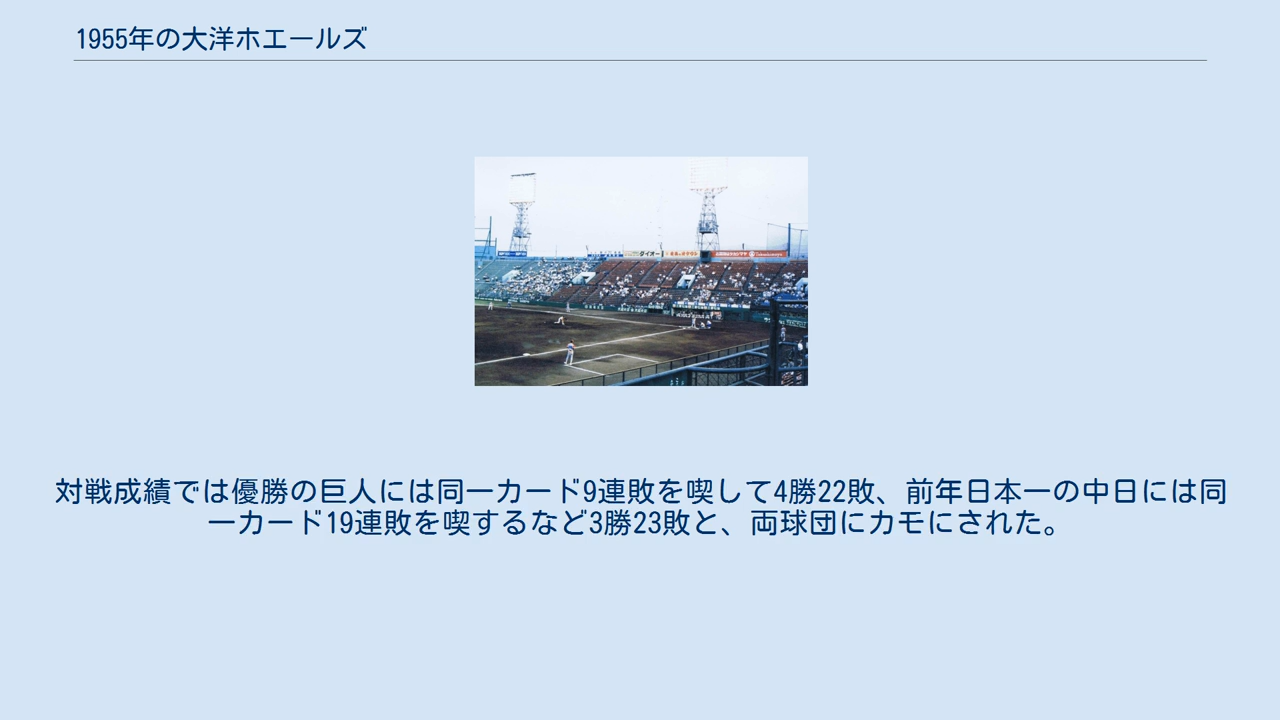 1955年の大洋ホエールズ
ダイオー
対戦成績では優勝の巨人には同一カード9連敗を喫して4勝22敗、前年日本一の中日には同
一カード19連敗を喫するなど3勝23敗と、両球団にカモにされた。